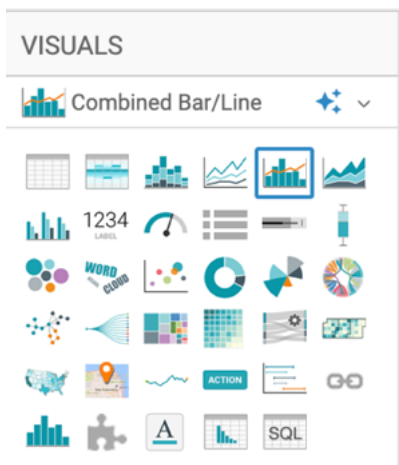 VISUALS
Combined Bar/Line
1234
LABEL
WORD
CLOUD
ACTION
A
SQL